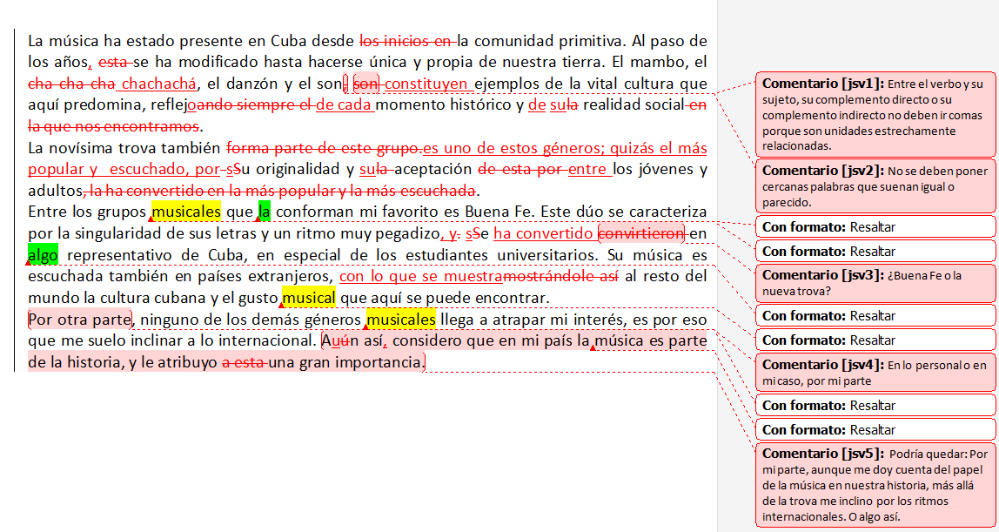 La música ha estado presente en Cuba desde los inicios en la comunidad primitiva. Al paso de
los años, esta se ha modificado hasta hacerse única y propia de nuestra tierra. El mambo, el
cha cha cha chachachá, el danzón y el son, son constituyen ejemplos de la vital cultura que
aquí predomina, reflejoando siempre el de cada momento histórico y de sula realidad social en
la que nos encontramos.
La novísima trova también forma parte de este grupo.es uno de estos géneros; quizás el más
popular y escuchado, por sSu originalidad y sula aceptación de esta por entre los jóvenes y
adultos, la ha convertido en la más popular y la más escuchada.
Entre los grupos musicales que la conforman mi favorito es Buena Fe. Este dúo se caracteriza
por la singularidad de sus letras y un ritmo muy pegadizo, y. sSe ha convertido convirtieron en
algo representativo de Cuba, en especial de los estudiantes universitarios. Su música es
escuchada también en países extranjeros, con lo que se muestramostrándole así al resto del
mundo la cultura cubana y el gusto musical que aquí se puede encontrar.
Por otra parte, ninguno de los demás géneros musicales llega a atrapar mi interés, es por eso
que me suelo inclinar a lo internacional. Auún así, considero que en mi país la música es parte
de la historia, y le atribuyo a esta una gran importancia.
Comentario [jsv1]: Entre el verbo y su
sujeto, su complemento directo o su
complemento indirecto no deben ir comas
porque son unidades estrechamente
relacionadas.
Comentario [jsv2]: No se deben poner
cercanas palabras que suenan igual o
parecido.
Con formato: Resaltar
Con formato: Resaltar
Comentario [jsv3]: ¿Buena Fe o la
nueva trova?
Con formato: Resaltar
Con formato: Resaltar
Comentario [jsv4]: En lo personal o en
mi caso, por mi parte
Con formato: Resaltar
Con formato: Resaltar
Comentario [jsv5]: Podría quedar: Por
mi parte, aunque me doy cuenta del papel
de la música en nuestra historia, más allá
de la trova me inclino por los ritmos
internacionales. O algo así.